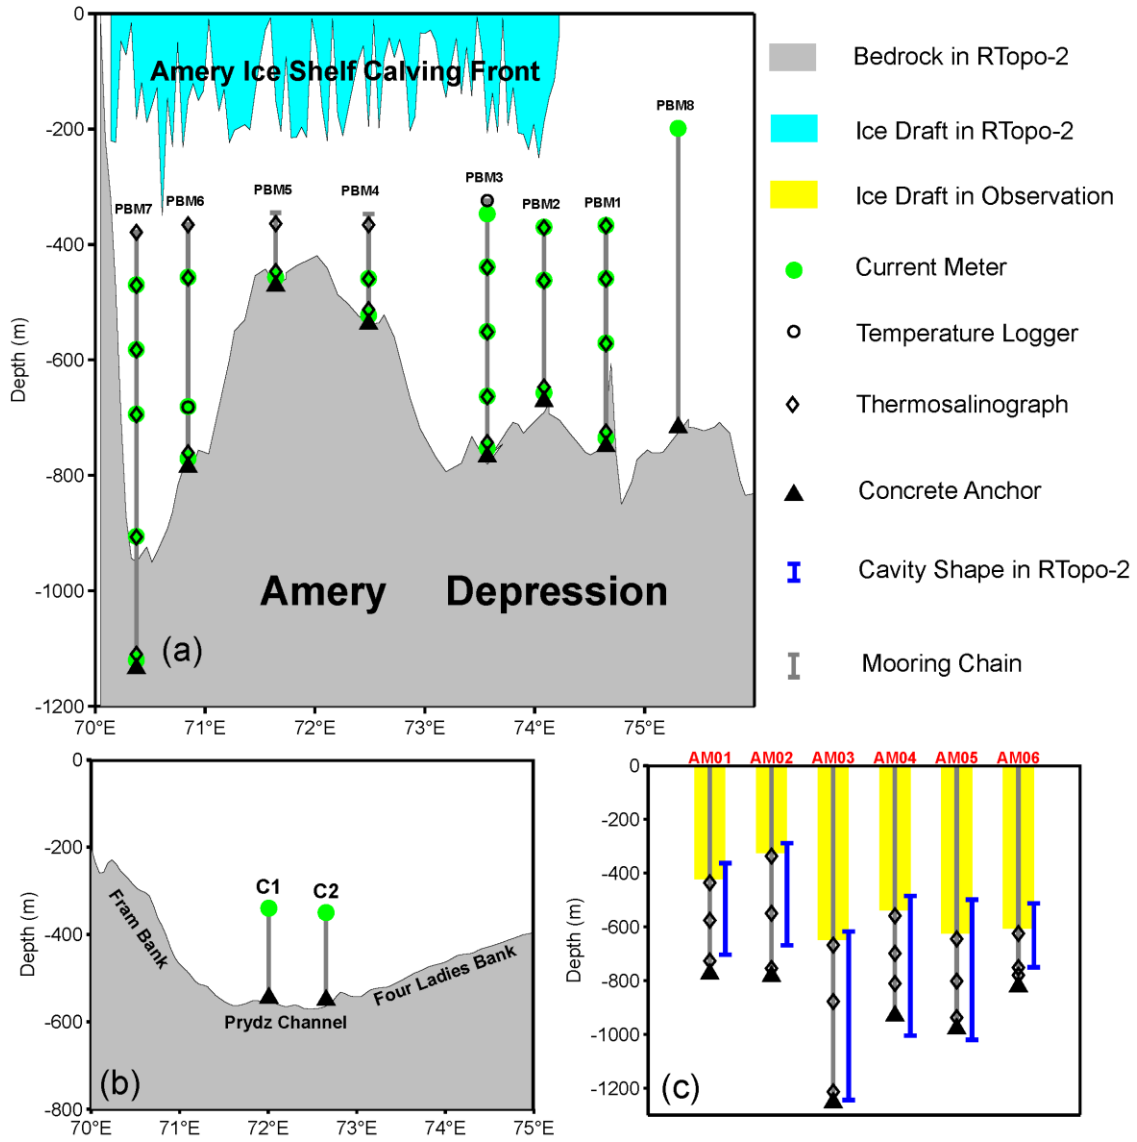 0
-200
-400
-600
-800
-1000
-1200
Depth (m)
Amery Ice Shelf Calving Front
PBM7
PBM6
PBM5
PBM4
PBM3
PBM2
PBM1
PBM8
Amery Depression
(a)
70°E
71°E
72°E
73°E
74°E
75°E
Bedrock in RTopo-2
Ice Draft in RTopo-2
Ice Draft in Observation
Current Meter
Temperature Logger
Thermosalinograph
Concrete Anchor
Cavity Shape in RTopo-2
Mooring Chain
0
-200
-400
-600
-800
Depth (m)
C1
C2
Fram Bank
Four Ladies Bank
Prydz Channel
(b)
70°E
71°E
72°E
73°E
74°E
75°E
AM01
AM02
AM03
AM04
AM05
AM06
0
-200
-400
-600
-800
-1000
-1200
Depth (m)
(c)